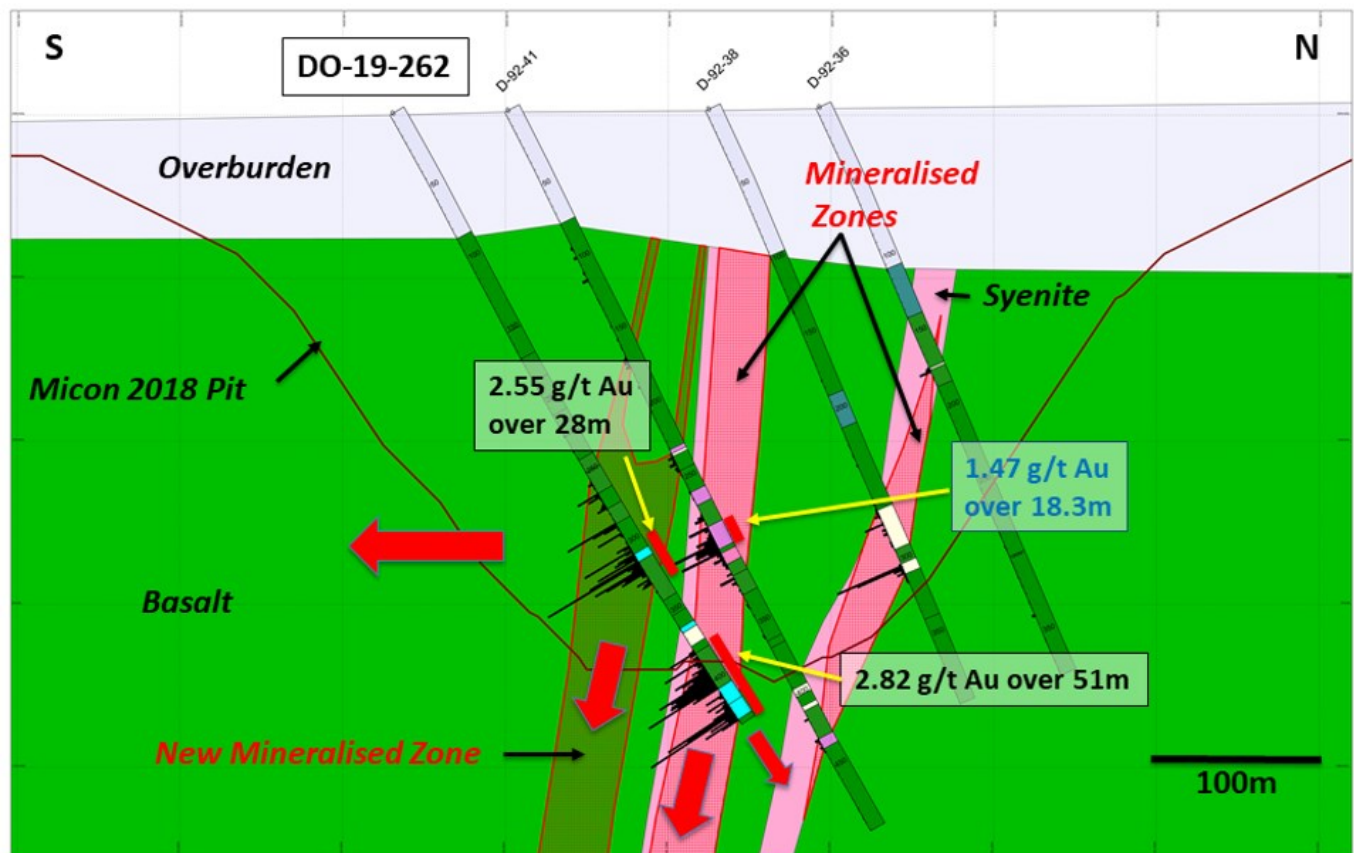 S
N
DO-19-262
D-92-41
D-92-38
D-92-36
Overburden
Mineralised
Zones
Syenite
Micon 2018 Pit
2.55 g/t Au
over 28m
1.47 g/t Au
over 18.3m
Basalt
2.82 g/t Au over 51m
New Mineralised Zone
100m